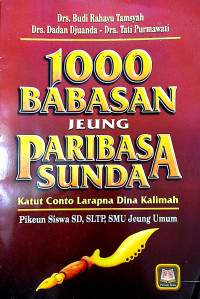 Drs. Budi Rahayu Tamsyah
Drs. Dadan Djuanda - Dra. Tati Purmawati
1000
BABASAN
JEUNG
PARIBASA
SUNDA
Katut Conto Larapna Dina Kalimah
Pikeun Siswa SD, SLTP, SMU Jeung Umum